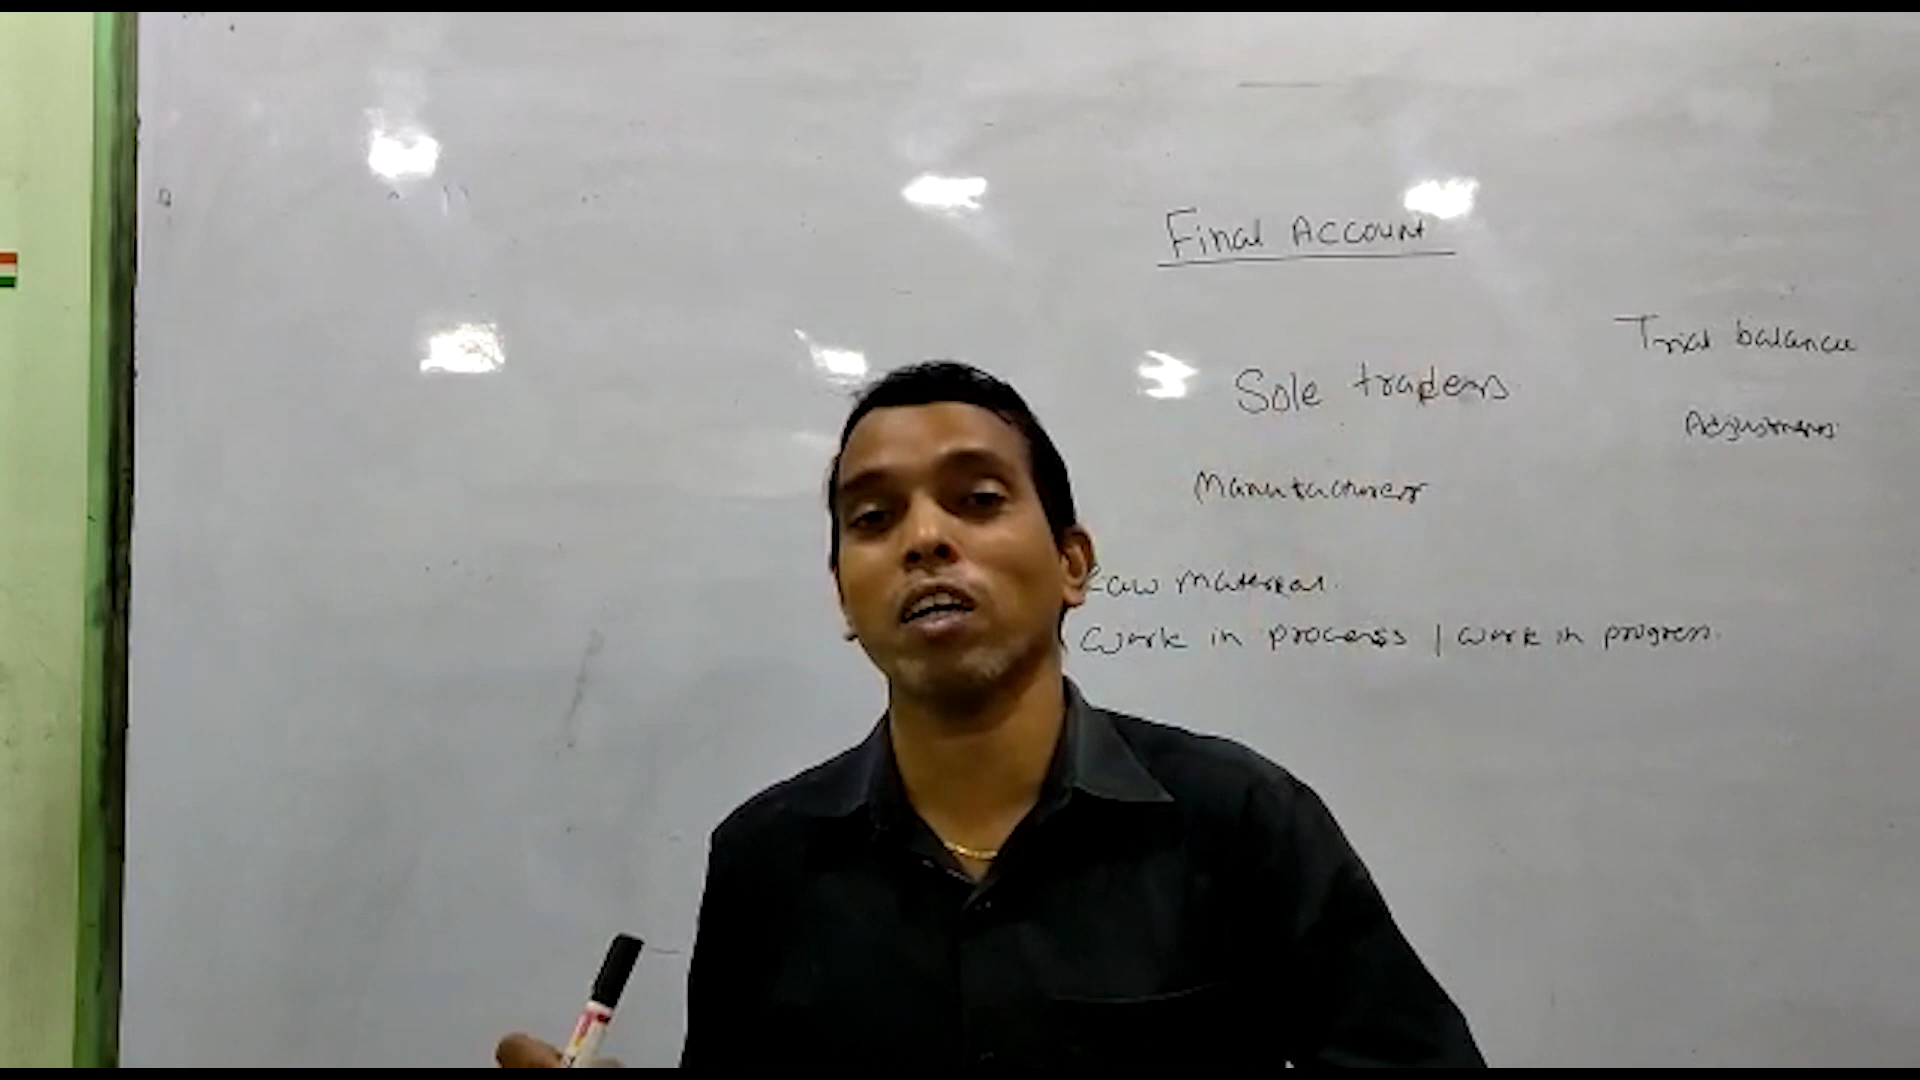 Final Account
Trial balance
Sole traders
Adjustments
Manufacturer
Raw Material.
Work in process / work in progress.